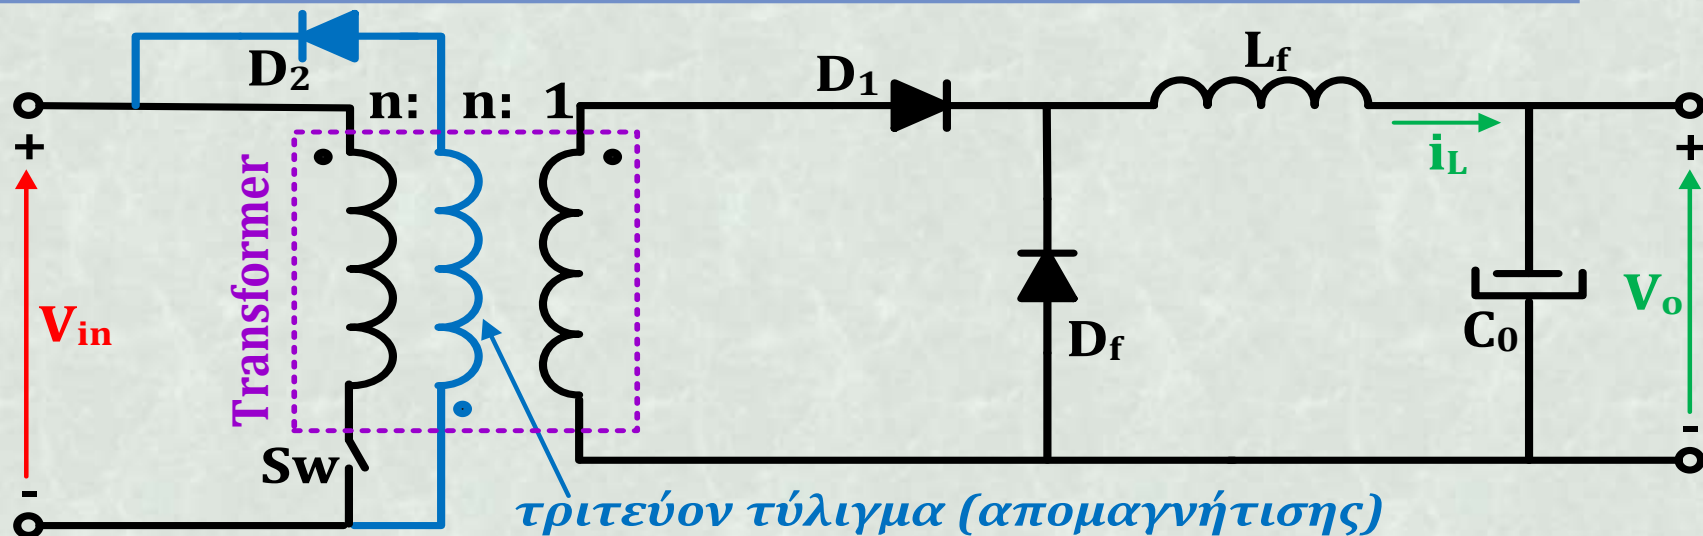 D₂
n: n: 1
D₁
L_f
+
V_in
-
Transformer
Sw
i_L
D_f
C₀
+
V_o
-
τριτεύον τύλιγμα (απομαγνήτισης)